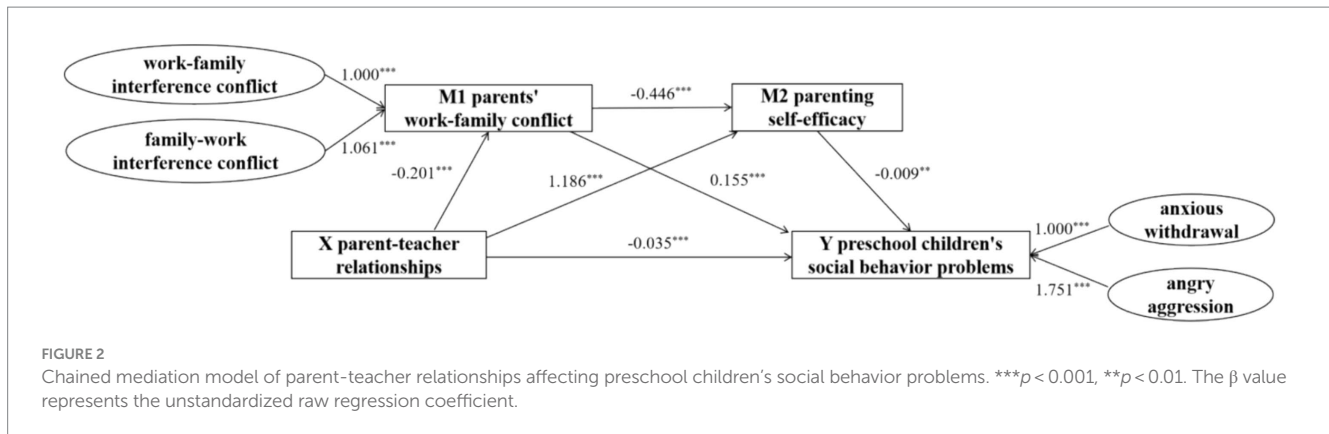 work-family
interference conflict
1.000***
family-work
interference conflict
1.061***
M1 parents'
work-family conflict
-0.446***
M2 parenting
self-efficacy
-0.201***
1.186***
0.155***
-0.009**
X parent-teacher
relationships
-0.035***
Y preschool children's
social behavior problems
1.000***
anxious
withdrawal
1.751***
angry
aggression
FIGURE 2
Chained mediation model of parent-teacher relationships affecting preschool children's social behavior problems. ***p < 0.001, **p < 0.01. The β value
represents the unstandardized raw regression coefficient.